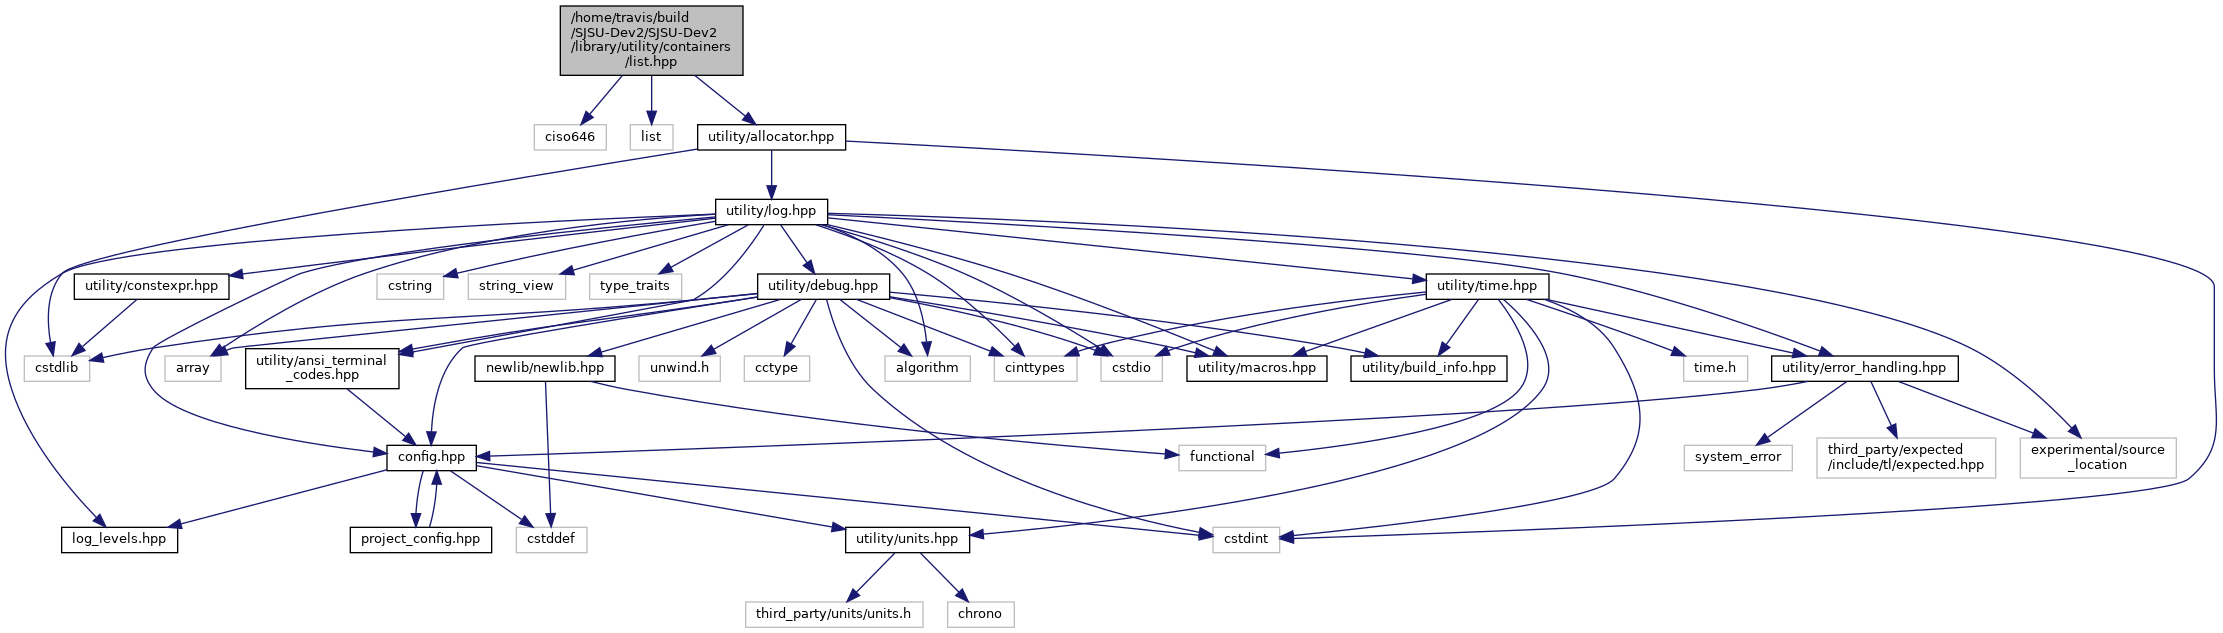 /home/travis/build
/SJSU-Dev2/SJSU-Dev2
/library/utility/containers
/list.hpp
ciso646
list
utility/allocator.hpp
utility/log.hpp
utility/constexpr.hpp
cstring
string_view
type_traits
utility/debug.hpp
utility/time.hpp
cstdlib
array
utility/ansi_terminal
_codes.hpp
newlib/newlib.hpp
unwind.h
cctype
algorithm
cinttypes
cstdio
utility/macros.hpp
utility/build_info.hpp
time.h
utility/error_handling.hpp
config.hpp
functional
system_error
third_party/expected
/include/tl/expected.hpp
experimental/source
_location
log_levels.hpp
project_config.hpp
cstddef
utility/units.hpp
cstdint
third_party/units/units.h
chrono